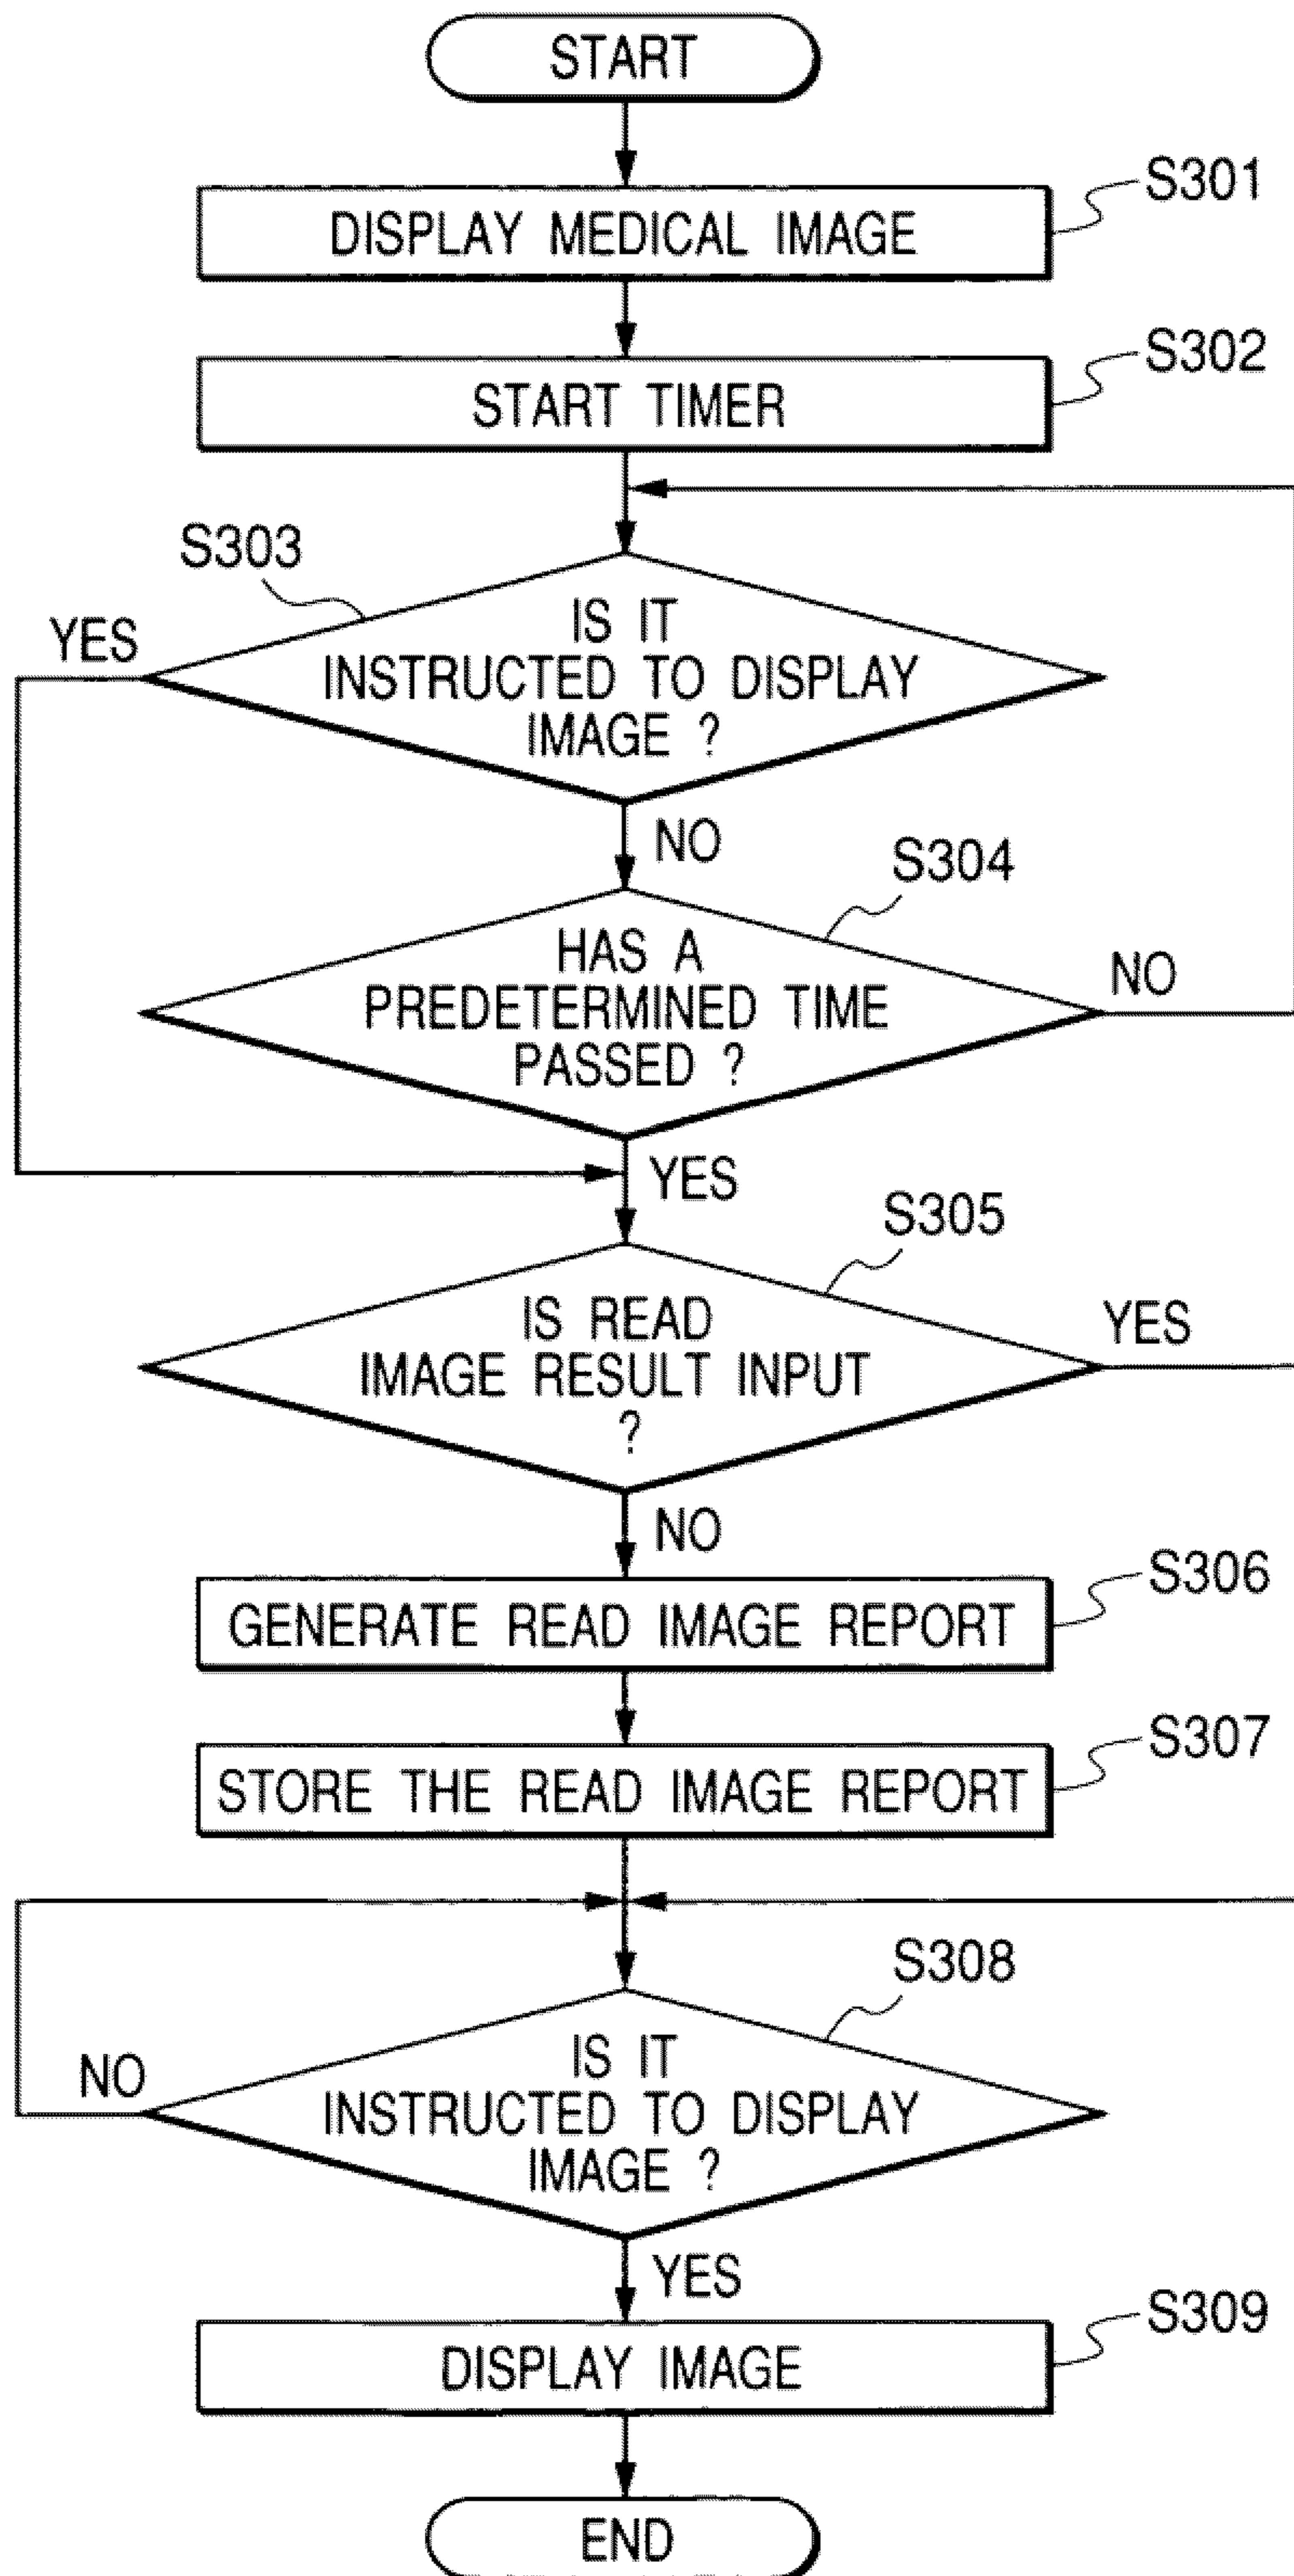 START
S301
DISPLAY MEDICAL IMAGE
S302
START TIMER
S303
YES
IS IT
INSTRUCTED TO DISPLAY
IMAGE ?
NO
S304
HAS A
PREDETERMINED TIME
PASSED ?
NO
YES
S305
IS READ
IMAGE RESULT INPUT
?
YES
NO
S306
GENERATE READ IMAGE REPORT
S307
STORE THE READ IMAGE REPORT
S308
IS IT
INSTRUCTED TO DISPLAY
IMAGE ?
NO
YES
S309
DISPLAY IMAGE
END